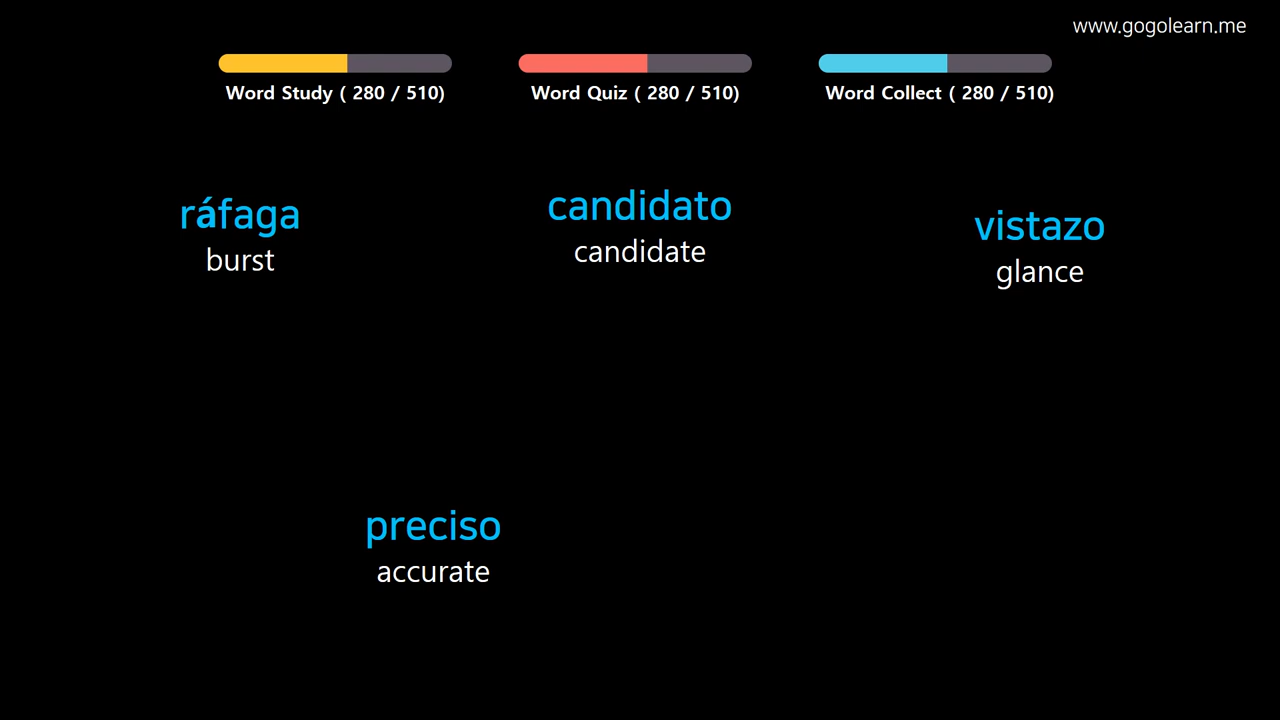 www.gogolearn.me
Word Study ( 280 / 510)
Word Quiz ( 280 / 510)
Word Collect ( 280 / 510)
ráfaga
burst
candidato
candidate
vistazo
glance
preciso
accurate